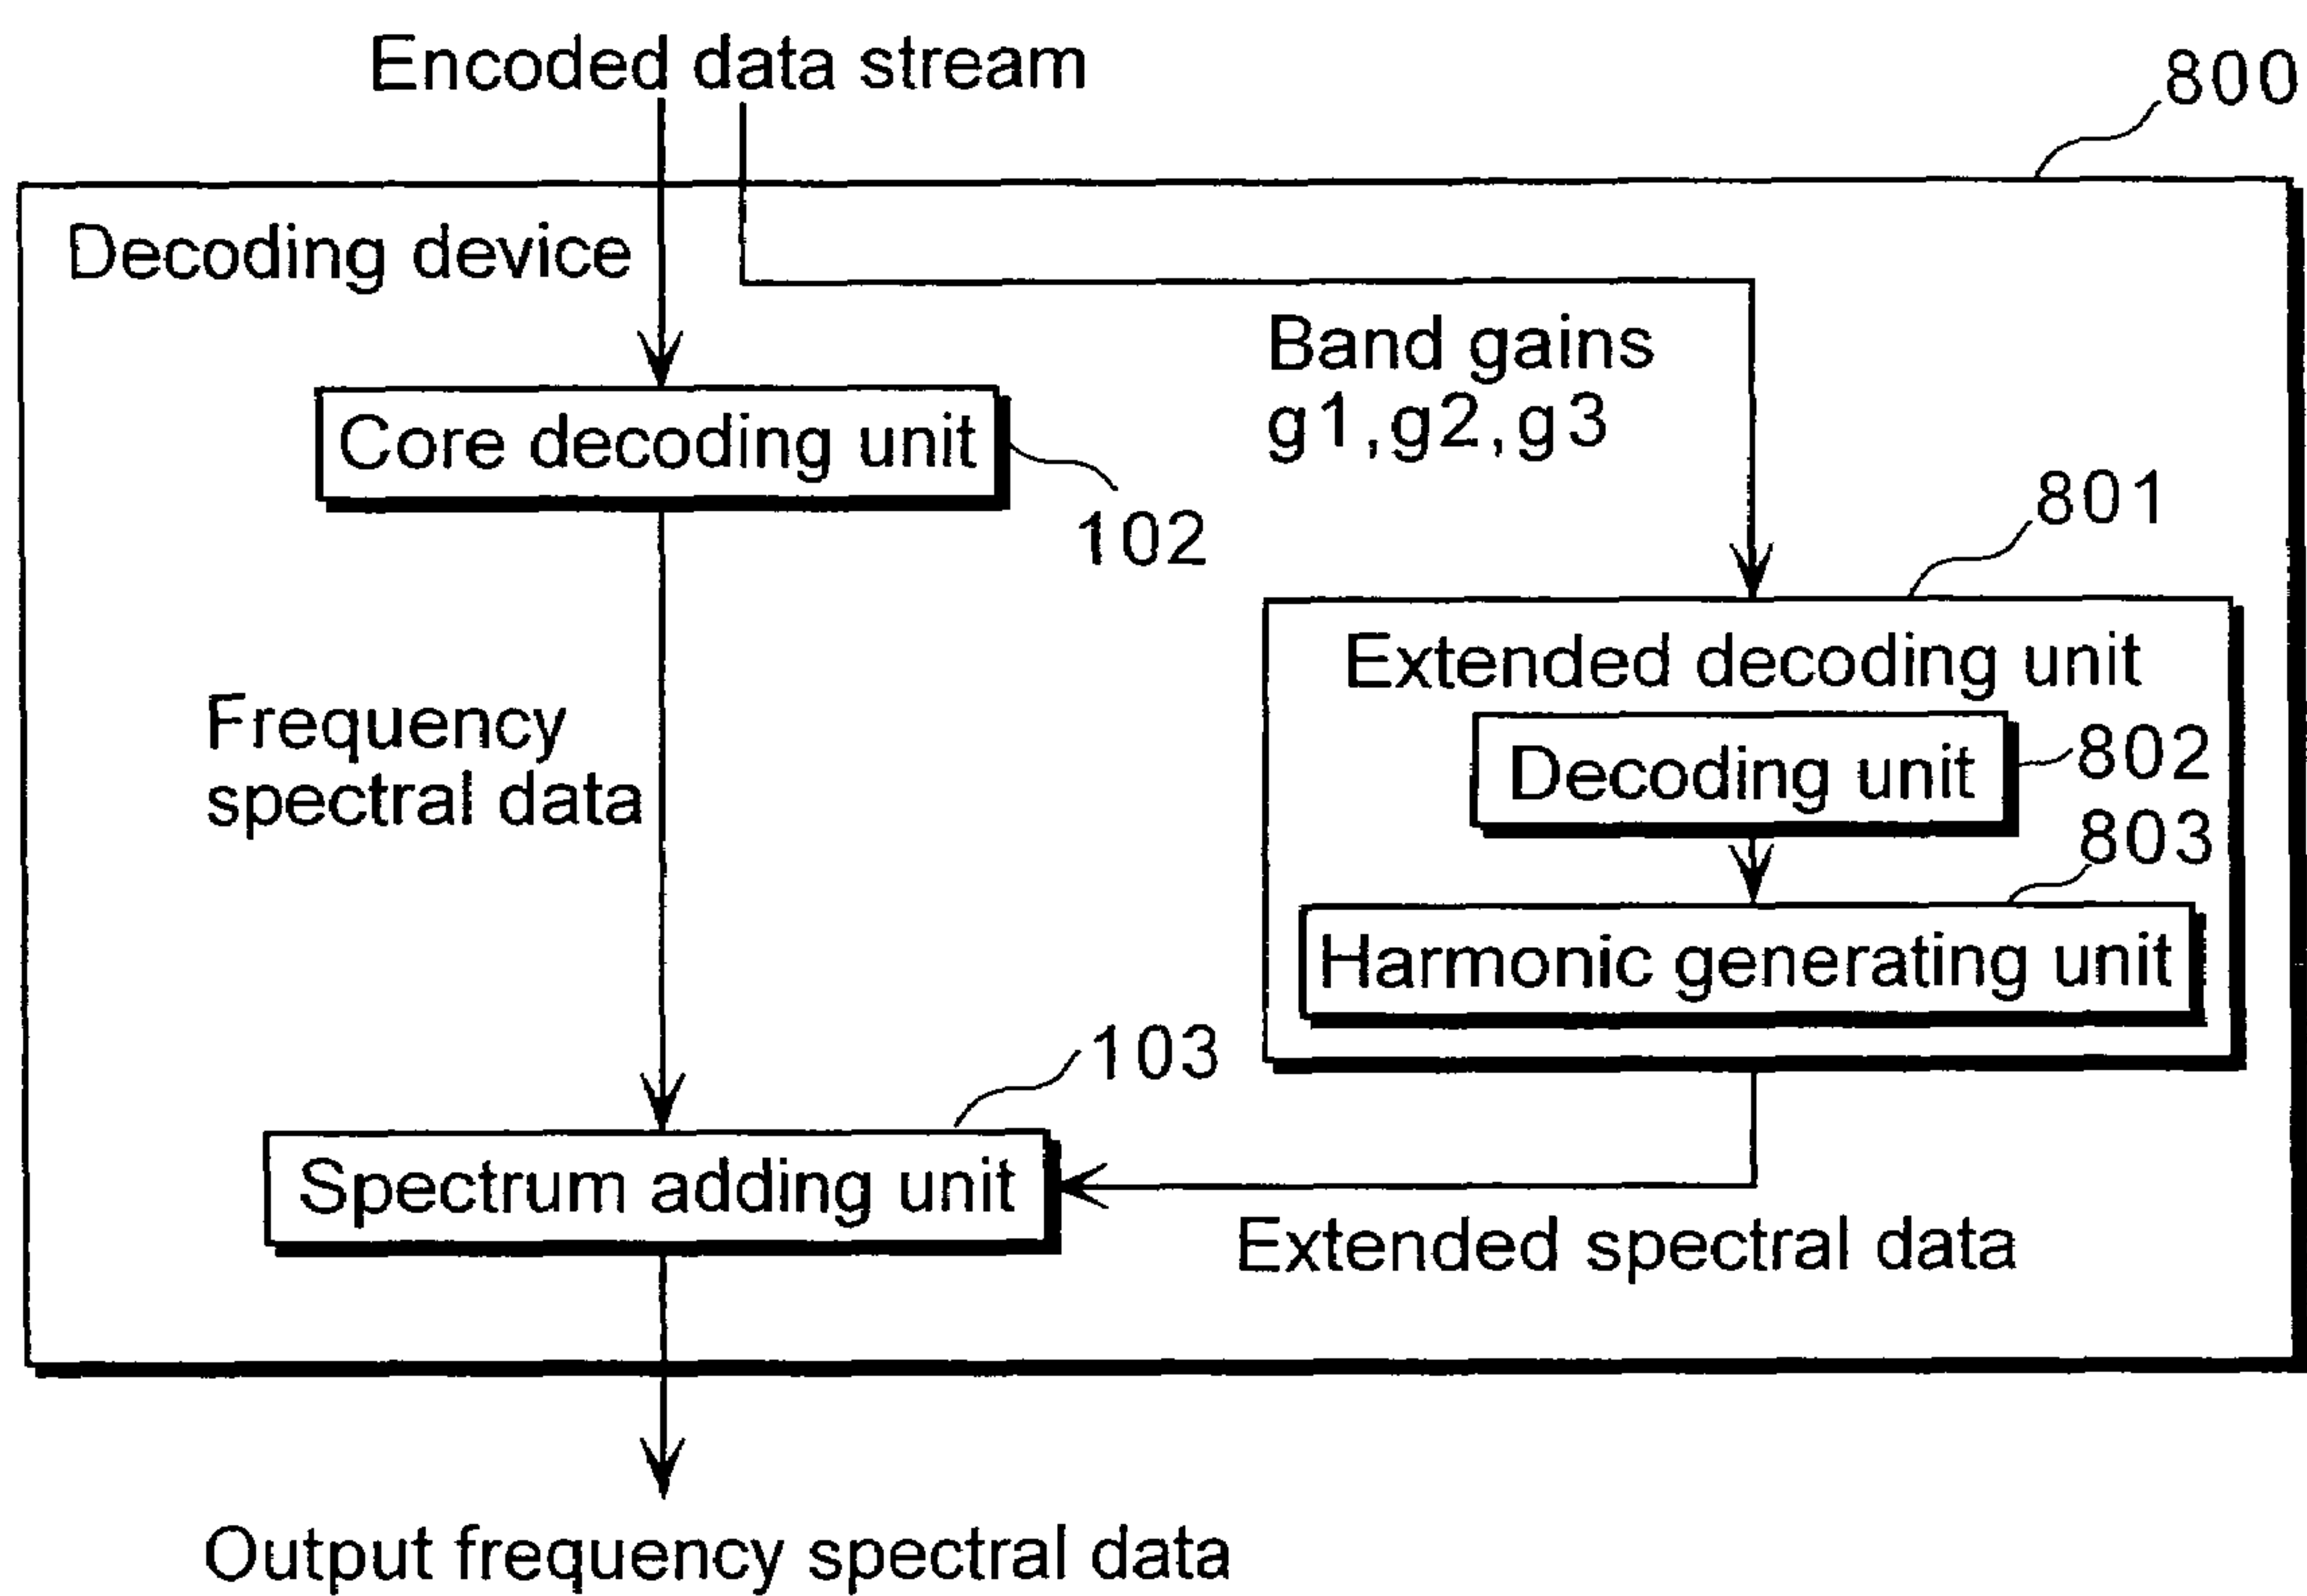 Encoded data stream
800
Decoding device
Band gains
g1,g2,g3
Core decoding unit
102
801
Extended decoding unit
Frequency
spectral data
Decoding unit
802
803
Harmonic generating unit
103
Spectrum adding unit
Extended spectral data
Output frequency spectral data